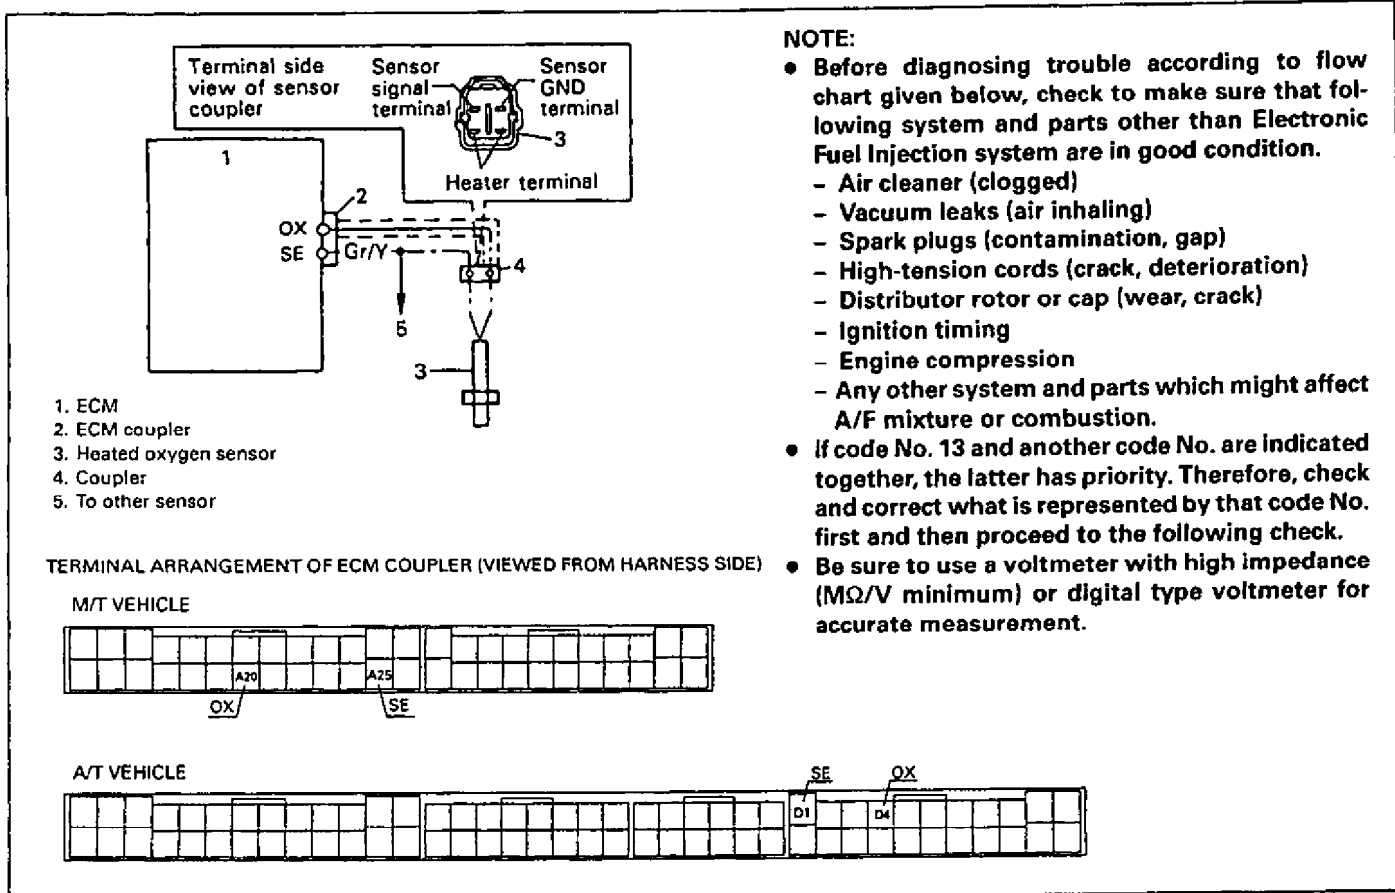 Terminal side
view of sensor
coupler
Sensor
signal
terminal
Sensor
GND
terminal
3
Heater terminal
1
2
OX
SE
Gr/Y
4
5
3
1. ECM
2. ECM coupler
3. Heated oxygen sensor
4. Coupler
5. To other sensor
TERMINAL ARRANGEMENT OF ECM COUPLER (VIEWED FROM HARNESS SIDE)
M/T VEHICLE
A20
A25
OX
SE
A/T VEHICLE
SE
OX
D1
D4
NOTE:
● Before diagnosing trouble according to flow
chart given below, check to make sure that fol-
lowing system and parts other than Electronic
Fuel Injection system are in good condition.
– Air cleaner (clogged)
– Vacuum leaks (air inhaling)
– Spark plugs (contamination, gap)
– High-tension cords (crack, deterioration)
– Distributor rotor or cap (wear, crack)
– Ignition timing
– Engine compression
– Any other system and parts which might affect
A/F mixture or combustion.
● If code No. 13 and another code No. are indicated
together, the latter has priority. Therefore, check
and correct what is represented by that code No.
first and then proceed to the following check.
● Be sure to use a voltmeter with high impedance
(MΩ/V minimum) or digital type voltmeter for
accurate measurement.